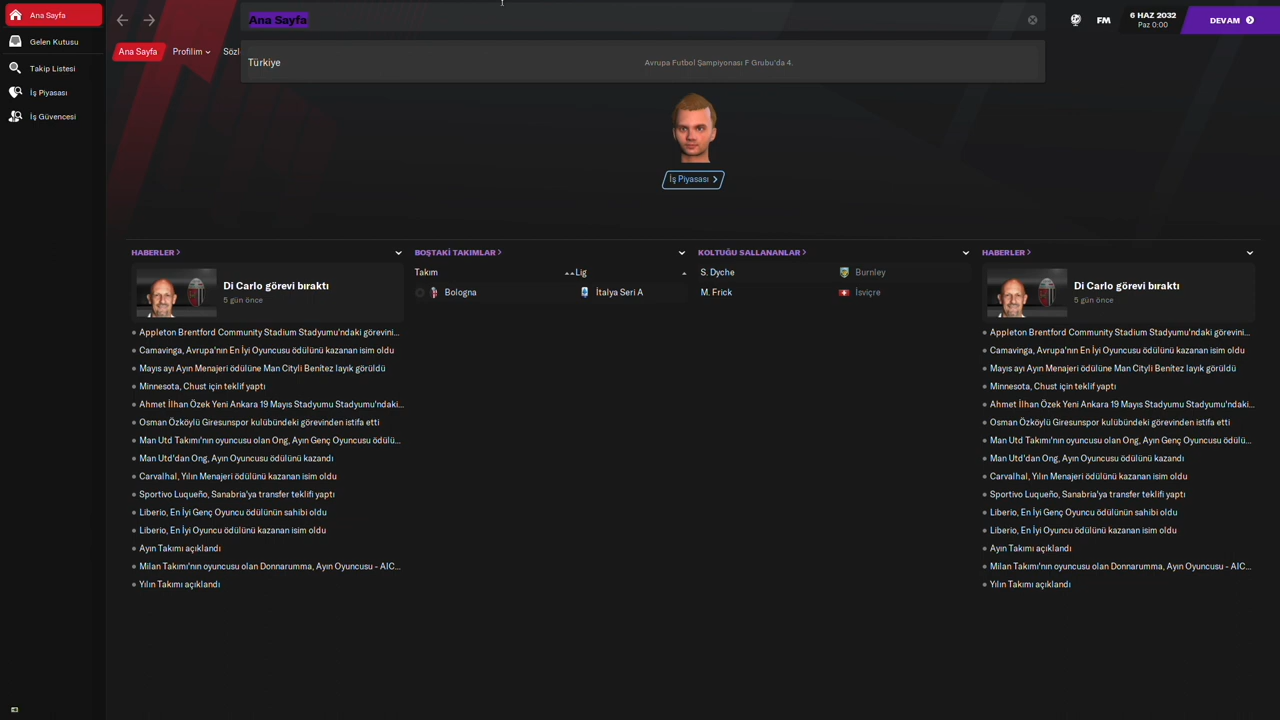 Ana Sayfa
Gelen Kutusu
Takip Listesi
İş Piyasası
İş Güvencesi
Ana Sayfa
FM
6 HAZ 2032
Paz 0:00
DEVAM
Ana Sayfa
Profilim
Sözl
Türkiye
Avrupa Futbol Şampiyonası F Grubu'da 4.
İş Piyasası
HABERLER
Di Carlo görevi bıraktı
5 gün önce
Appleton Brentford Community Stadium Stadyumu'ndaki görevini...
Camavinga, Avrupa'nın En İyi Oyuncusu ödülünü kazanan isim oldu
Mayıs ayı Ayın Menajeri ödülüne Man Cityli Benítez layık görüldü
Minnesota, Chust için teklif yaptı
Ahmet İlhan Özek Yeni Ankara 19 Mayıs Stadyumu Stadyumu'ndaki...
Osman Özköylü Giresunspor kulübündeki görevinden istifa etti
Man Utd Takımı'nın oyuncusu olan Ong, Ayın Genç Oyuncusu ödülü...
Man Utd'dan Ong, Ayın Oyuncusu ödülünü kazandı
Carvalhal, Yılın Menajeri ödülünü kazanan isim oldu
Sportivo Luqueño, Sanabria'ya transfer teklifi yaptı
Liberio, En İyi Genç Oyuncu ödülünün sahibi oldu
Liberio, En İyi Oyuncu ödülünü kazanan isim oldu
Ayın Takımı açıklandı
Milan Takımı'nın oyuncusu olan Donnarumma, Ayın Oyuncusu - AIC...
Yılın Takımı açıklandı
BOŞTAKİ TAKIMLAR
Takım Lig
Bologna İtalya Seri A
KOLTUĞU SALLANANLAR
S. Dyche Burnley
M. Frick İsviçre
HABERLER
Di Carlo görevi bıraktı
5 gün önce
Appleton Brentford Community Stadium Stadyumu'ndaki görevini...
Camavinga, Avrupa'nın En İyi Oyuncusu ödülünü kazanan isim oldu
Mayıs ayı Ayın Menajeri ödülüne Man Cityli Benítez layık görüldü
Minnesota, Chust için teklif yaptı
Ahmet İlhan Özek Yeni Ankara 19 Mayıs Stadyumu Stadyumu'ndaki...
Osman Özköylü Giresunspor kulübündeki görevinden istifa etti
Man Utd Takımı'nın oyuncusu olan Ong, Ayın Genç Oyuncusu ödülü...
Man Utd'dan Ong, Ayın Oyuncusu ödülünü kazandı
Carvalhal, Yılın Menajeri ödülünü kazanan isim oldu
Sportivo Luqueño, Sanabria'ya transfer teklifi yaptı
Liberio, En İyi Genç Oyuncu ödülünün sahibi oldu
Liberio, En İyi Oyuncu ödülünü kazanan isim oldu
Ayın Takımı açıklandı
Milan Takımı'nın oyuncusu olan Donnarumma, Ayın Oyuncusu - AIC...
Yılın Takımı açıklandı